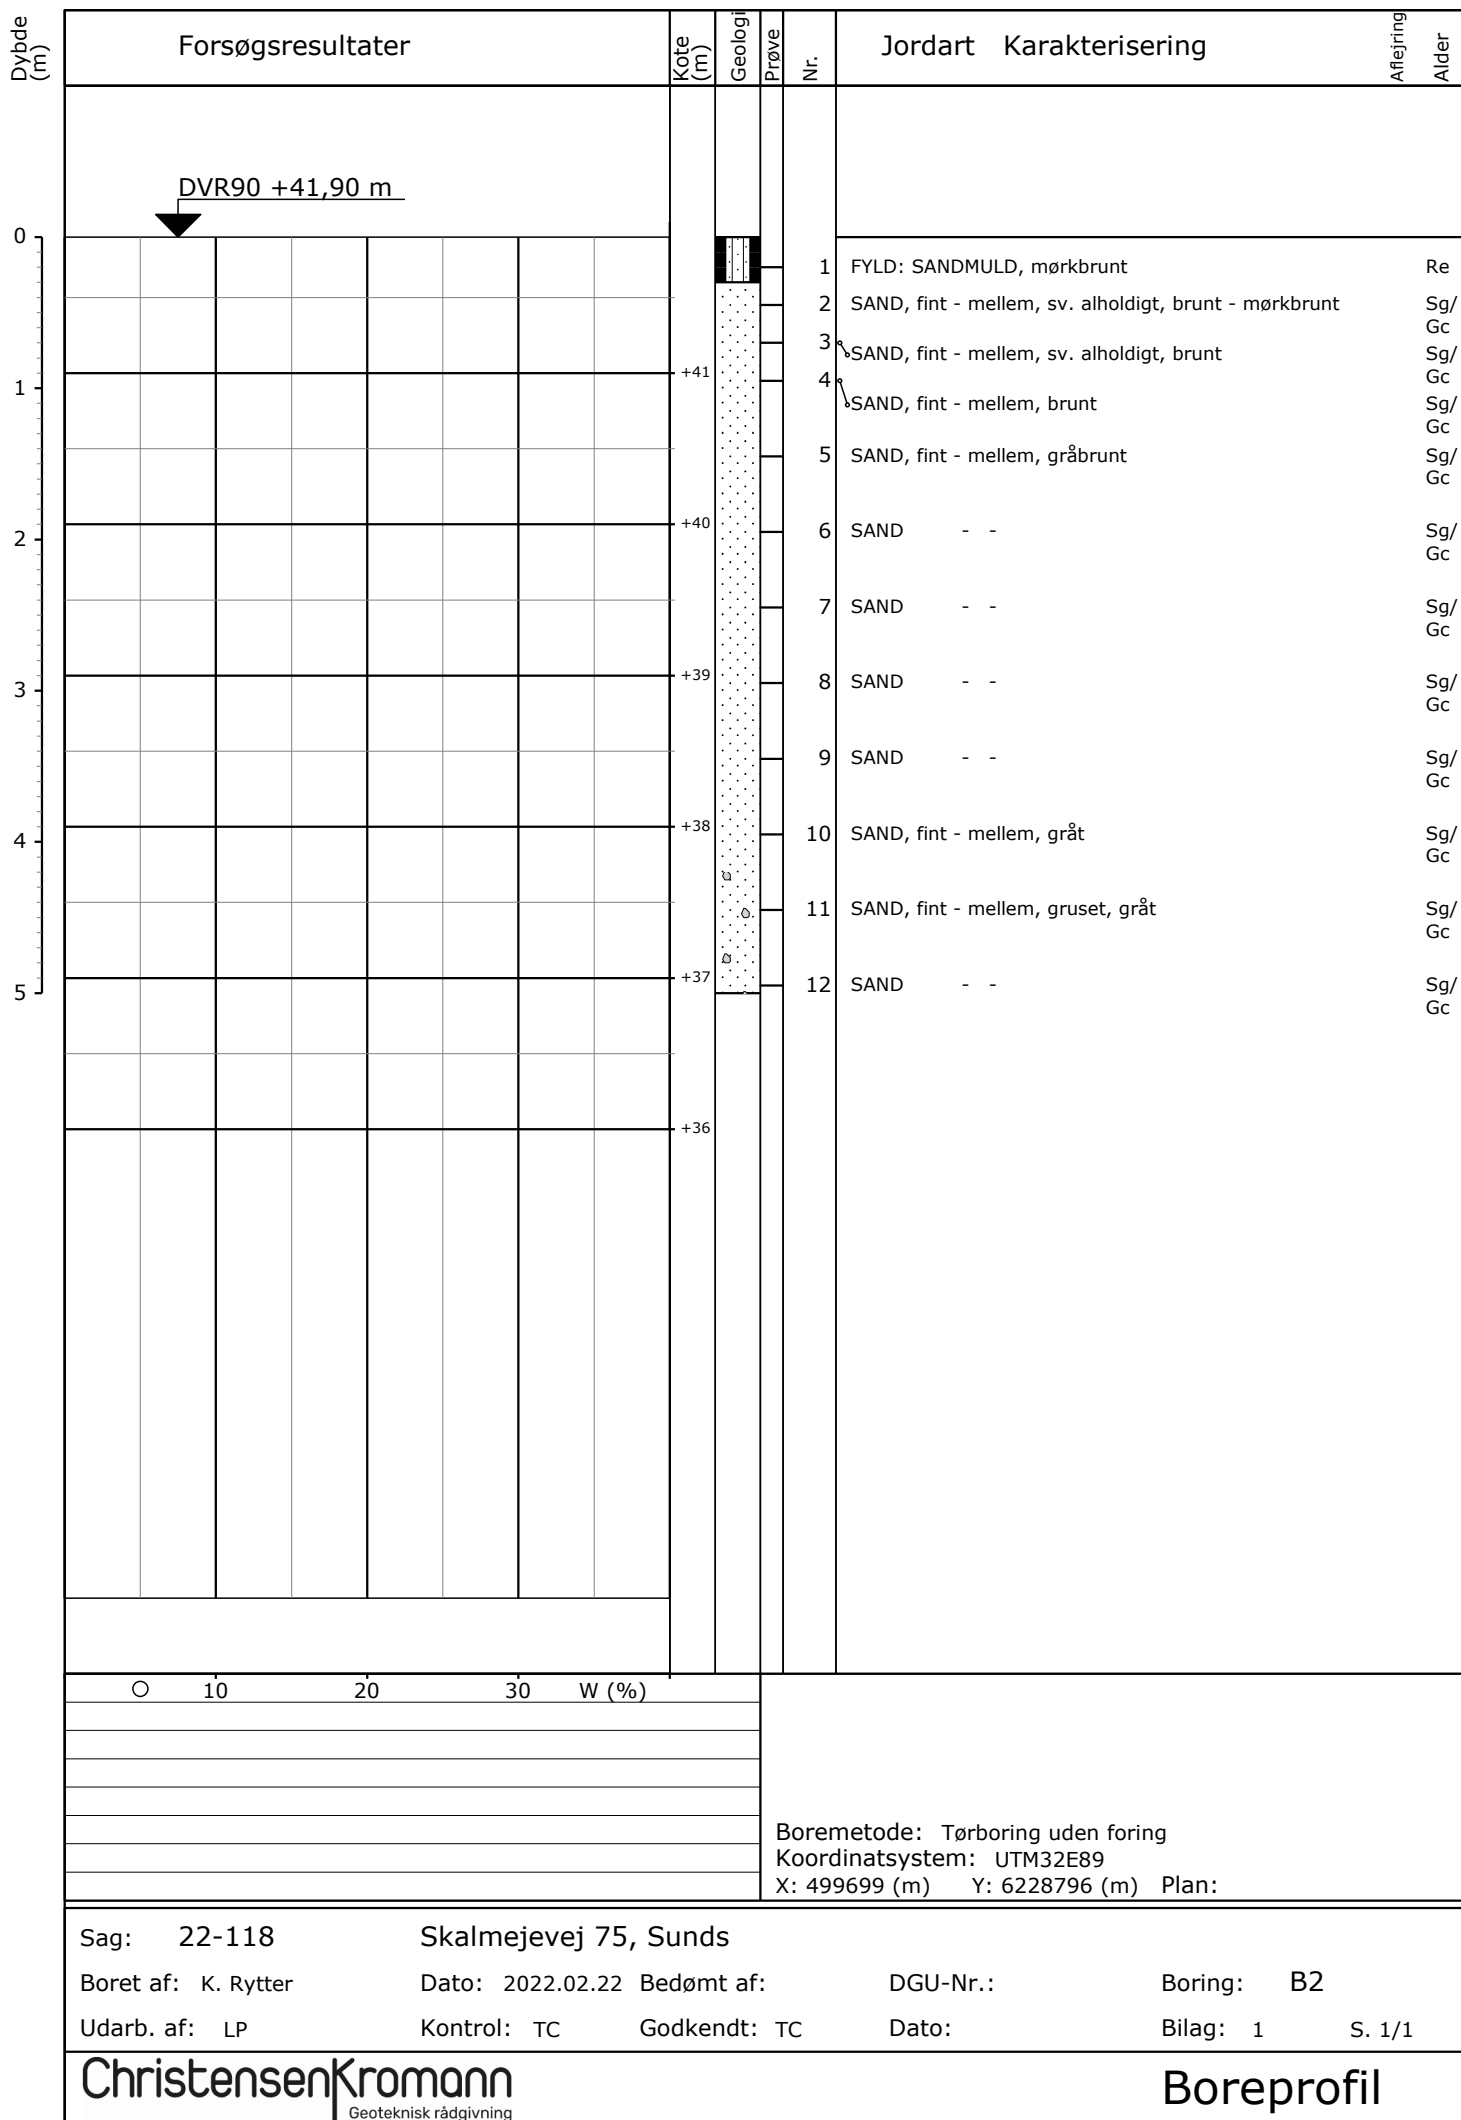 Dybde (m)
Forsøgsresultater
Kote (m)
Geologi
Prøve
Nr.
Jordart Karakterisering
Aflejring
Alder
DVR90 +41,90 m
0
1 FYLD: SANDMULD, mørkbrunt Re
2 SAND, fint - mellem, sv. alholdigt, brunt - mørkbrunt Sg/
Gc
3 SAND, fint - mellem, sv. alholdigt, brunt Sg/
Gc
+41
1
4 SAND, fint - mellem, brunt Sg/
Gc
5 SAND, fint - mellem, gråbrunt Sg/
Gc
+40
2
6 SAND - - Sg/
Gc
7 SAND - - Sg/
Gc
+39
3
8 SAND - - Sg/
Gc
9 SAND - - Sg/
Gc
+38
4
10 SAND, fint - mellem, gråt Sg/
Gc
11 SAND, fint - mellem, gruset, gråt Sg/
Gc
+37
5
12 SAND - - Sg/
Gc
+36
10 20 30 W (%)
Boremetode: Tørboring uden foring
Koordinatsystem: UTM32E89
X: 499699 (m) Y: 6228796 (m) Plan:
Sag: 22-118 Skalmejevej 75, Sunds
Boret af: K. Rytter Dato: 2022.02.22 Bedømt af: DGU-Nr.: Boring: B2
Udarb. af: LP Kontrol: TC Godkendt: TC Dato: Bilag: 1 S. 1/1
ChristensenKromann
Geoteknisk rådgivning
Boreprofil